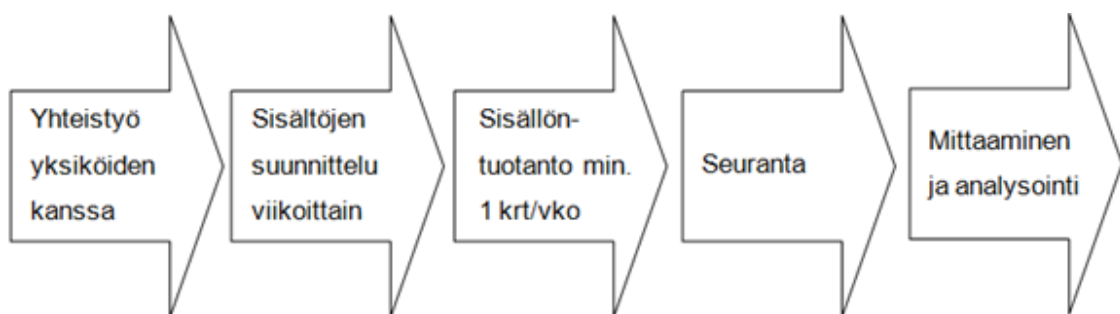 Yhteistyö
yksiköiden
kanssa
Sisältöjen
suunnittelu
viikoittain
Sisällön-
tuotanto min.
1 krt/vko
Seuranta
Mittaaminen
ja analysointi